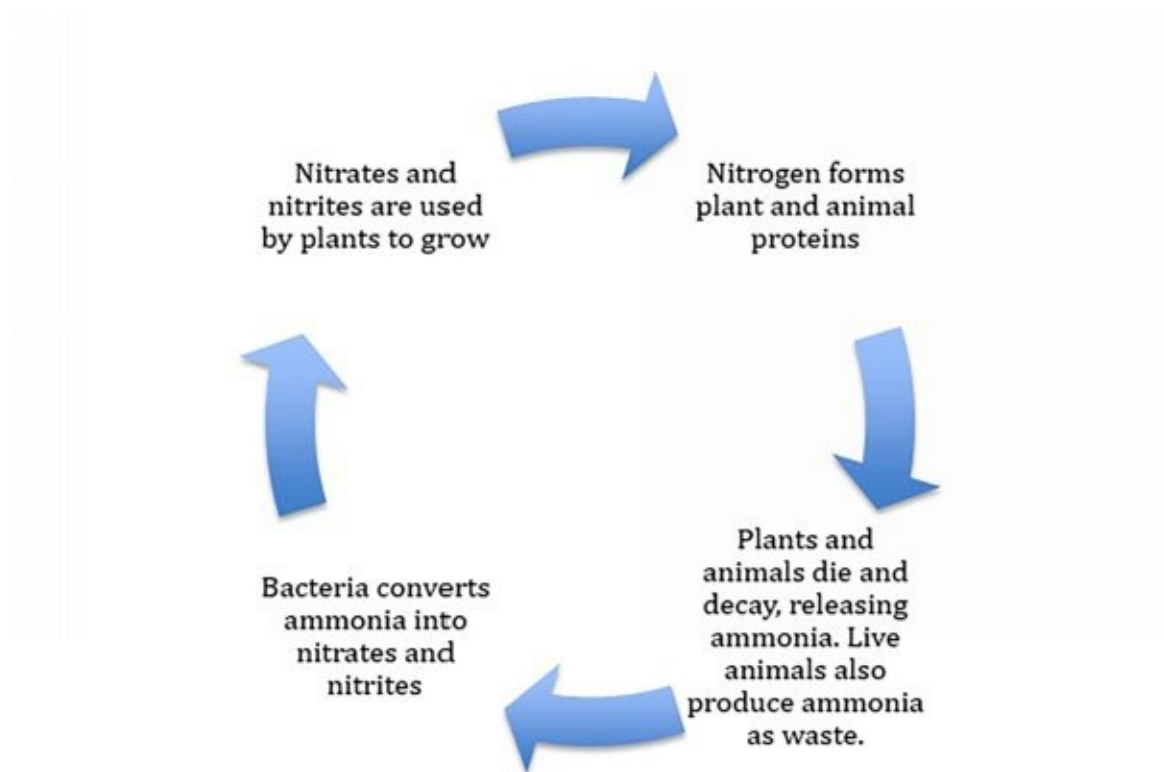 Nitrates and
nitrites are used
by plants to grow
Nitrogen forms
plant and animal
proteins
Plants and
animals die and
decay, releasing
ammonia. Live
animals also
produce ammonia
as waste.
Bacteria converts
ammonia into
nitrates and
nitrites